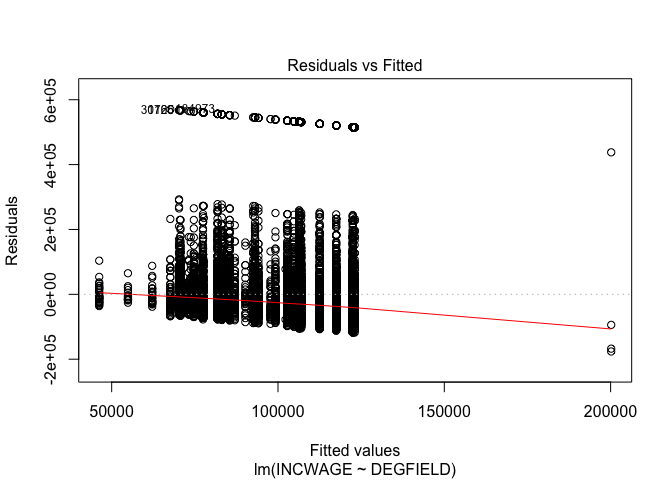 Residuals vs Fitted
Residuals
6e+05
4e+05
2e+05
0e+00
-2e+05
50000 100000 150000 200000
Fitted values
lm(INCWAGE ~ DEGFIELD)